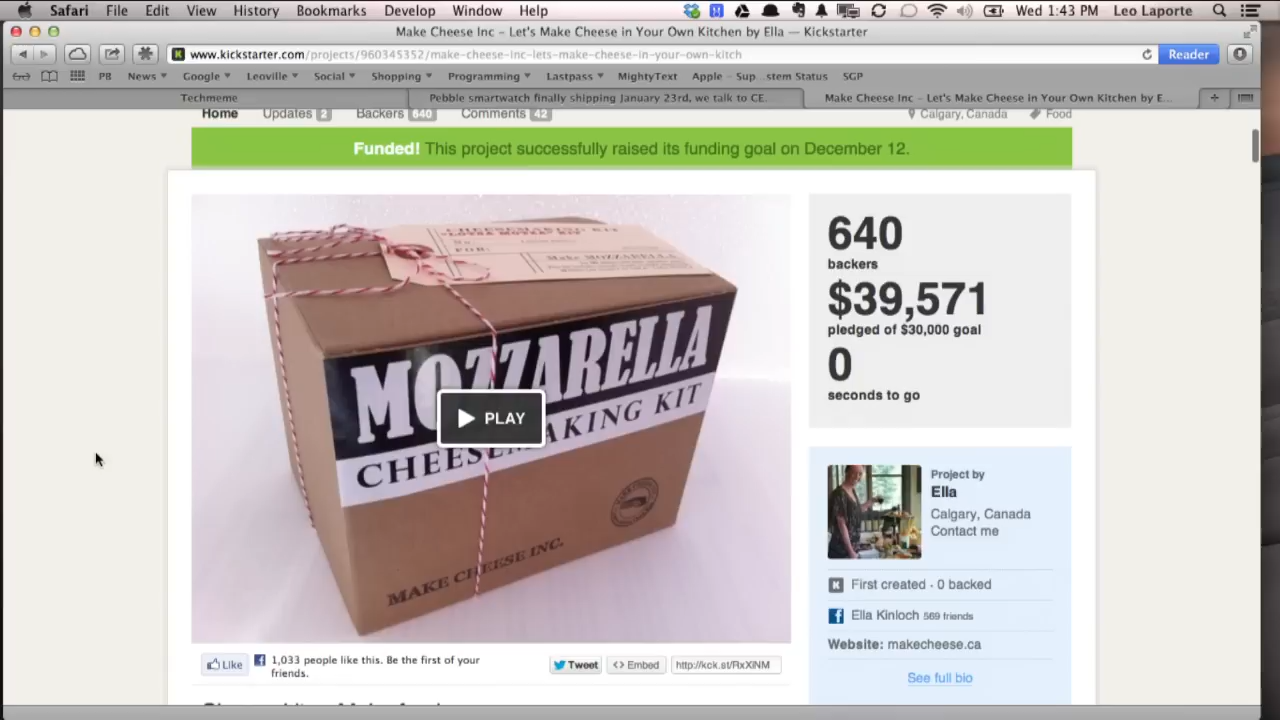 Safari File Edit View History Bookmarks Develop Window Help Wed 1:43 PM Leo Laporte
Make Cheese Inc – Let's Make Cheese in Your Own Kitchen by Ella — Kickstarter
www.kickstarter.com/projects/960345352/make-cheese-inc-lets-make-cheese-in-your-own-kitch Reader
PB News Google Leoville Social Shopping Programming Lastpass MightyText Apple – Sup...stem Status SGP
Techmeme Pebble smartwatch finally shipping January 23rd, we talk to CE... Make Cheese Inc – Let's Make Cheese in Your Own Kitchen by E...
Home Updates 2 Backers 640 Comments 42 Calgary, Canada Food
Funded! This project successfully raised its funding goal on December 12.
CHEESEMAKING KIT
FOR:
Make MOZZARELLA
MOZZARELLA
CHEESEMAKING KIT
PLAY
MAKE CHEESE INC.
640
backers
$39,571
pledged of $30,000 goal
0
seconds to go
Project by
Ella
Calgary, Canada
Contact me
First created · 0 backed
Ella Kinloch 569 friends
Website: makecheese.ca
See full bio
Like 1,033 people like this. Be the first of your
friends.
Tweet Embed http://kck.st/RxXlNM